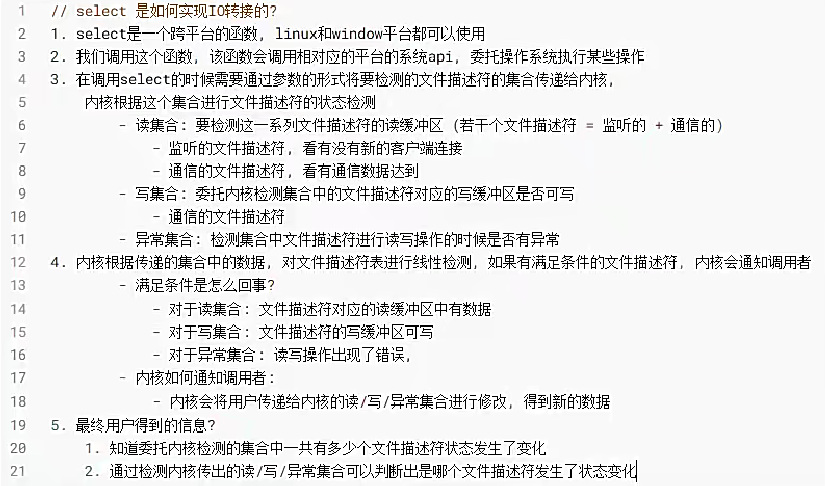 1 // select 是如何实现IO转接的?
2 1. select是一个跨平台的函数, linux和window平台都可以使用
3 2. 我们调用这个函数, 该函数会调用相对应的平台的系统api, 委托操作系统执行某些操作
4 3. 在调用select的时候需要通过参数的形式将要检测的文件描述符的集合传递给内核,
5 内核根据这个集合进行文件描述符的状态检测
6 - 读集合: 要检测这一系列文件描述符的读缓冲区 (若干个文件描述符 = 监听的 + 通信的)
7 - 监听的文件描述符, 看有没有新的客户端连接
8 - 通信的文件描述符, 看有通信数据达到
9 - 写集合: 委托内核检测集合中的文件描述符对应的写缓冲区是否可写
10 - 通信的文件描述符
11 - 异常集合: 检测集合中文件描述符进行读写操作的时候是否有异常
12 4. 内核根据传递的集合中的数据, 对文件描述符表进行线性检测, 如果有满足条件的文件描述符, 内核会通知调用者
13 - 满足条件是怎么回事?
14 - 对于读集合: 文件描述符对应的读缓冲区中有数据
15 - 对于写集合: 文件描述符的写缓冲区可写
16 - 对于异常集合: 读写操作出现了错误,
17 - 内核如何通知调用者:
18 - 内核会将用户传递给内核的读/写/异常集合进行修改, 得到新的数据
19 5. 最终用户得到的信息?
20 1. 知道委托内核检测的集合中一共有多少个文件描述符状态发生了变化
21 2. 通过检测内核传出的读/写/异常集合可以判断出是哪个文件描述符发生了状态变化